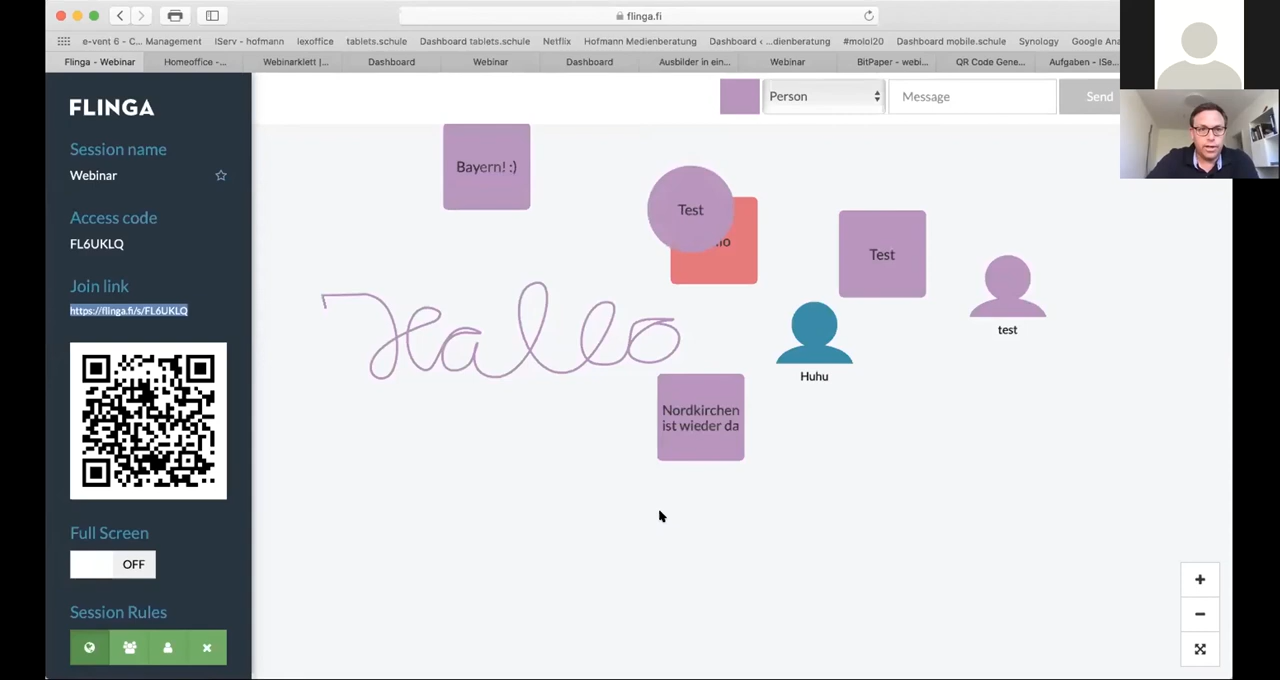 flinga.fi
e-vent 6 - C... Management
IServ - hofmann
lexoffice
tablets.schule
Dashboard tablets.schule
Netflix
Hofmann Medienberatung
Dashboard ‹ ...dienberatung
#molol20
Dashboard mobile.schule
Synology
Google Ana
Flinga - Webinar
Homeoffice -...
Webinarklett |...
Dashboard
Webinar
Dashboard
Ausbilder in ein...
Webinar
BitPaper - webi...
QR Code Gene...
Aufgaben - ISe...
FLINGA
Person
Message
Send
Session name
Webinar
Access code
FL6UKLQ
Join link
https://flinga.fi/s/FL6UKLQ
Full Screen
OFF
Session Rules
Bayern! :)
Test
Test
test
Hallo
Huhu
Nordkirchen
ist wieder da